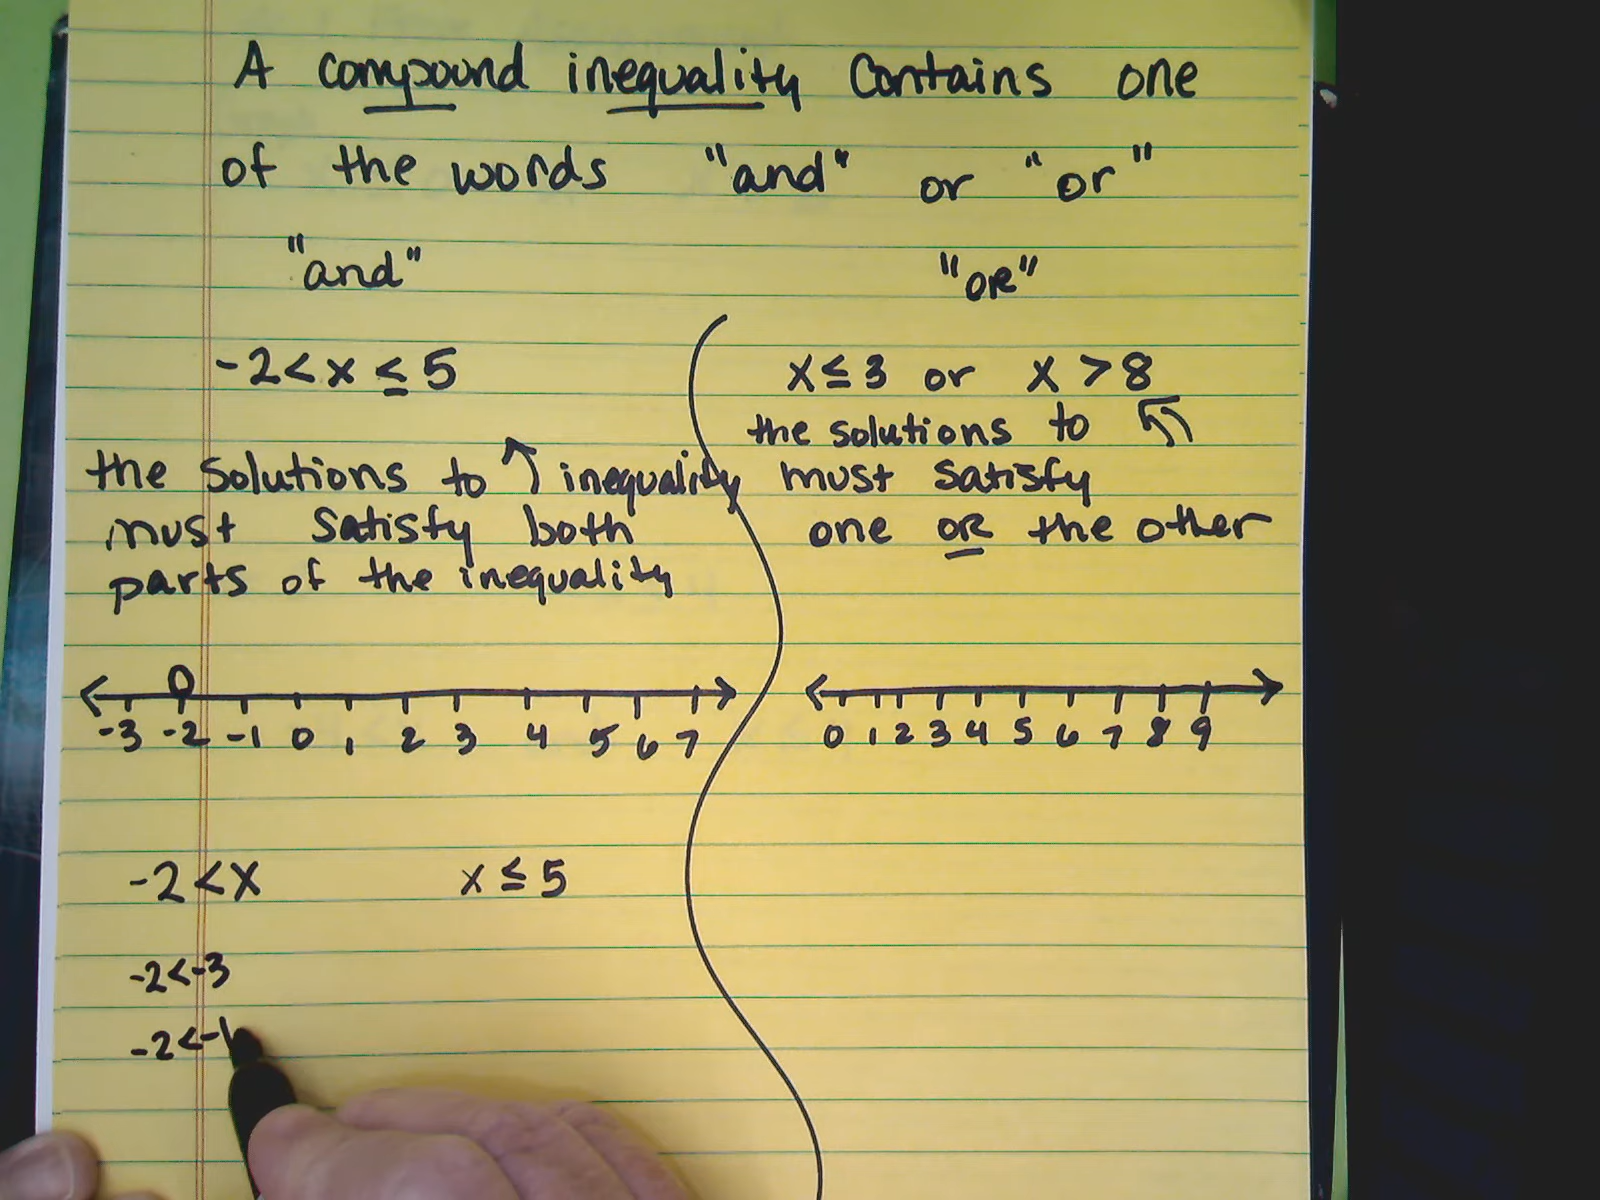 A compound inequality contains one
of the words "and" or "or"
"and"
-2 < x ≤ 5
the solutions to inequality
must satisfy both
parts of the inequality
-3 -2 -1 0 1 2 3 4 5 6 7
-2 < x x ≤ 5
-2 < -3
-2 < -1
"OR"
x ≤ 3 or x > 8
the solutions to
must satisfy
one OR the other
0 1 2 3 4 5 6 7 8 9